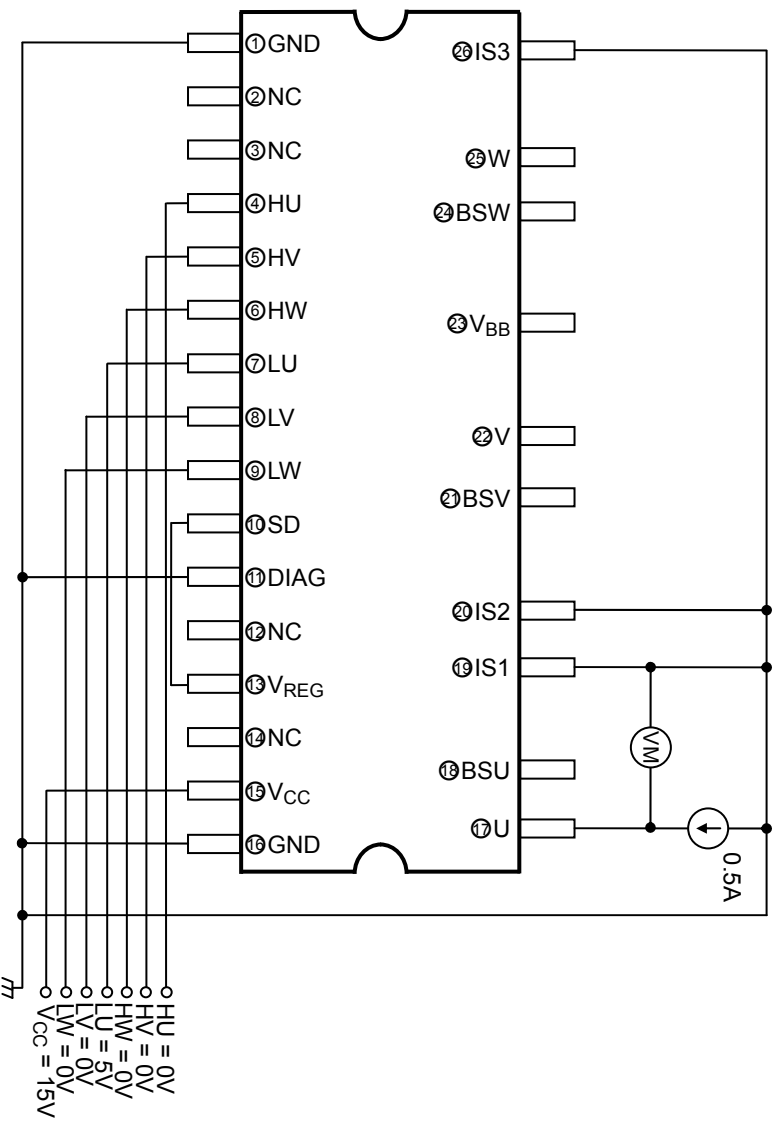 ①GND
②NC
③NC
④HU
⑤HV
⑥HW
⑦LU
⑧LV
⑨LW
⑩SD
⑪DIAG
⑫NC
⑬VREG
⑭NC
⑮VCC
⑯GND
㉖IS3
㉕W
㉔BSW
㉓VBB
㉒V
㉑BSV
⑳IS2
⑲IS1
⑱BSU
⑰U
VM
0.5A
HU = 0V
HV = 0V
HW = 0V
LU = 5V
LV = 0V
LW = 0V
VCC = 15V